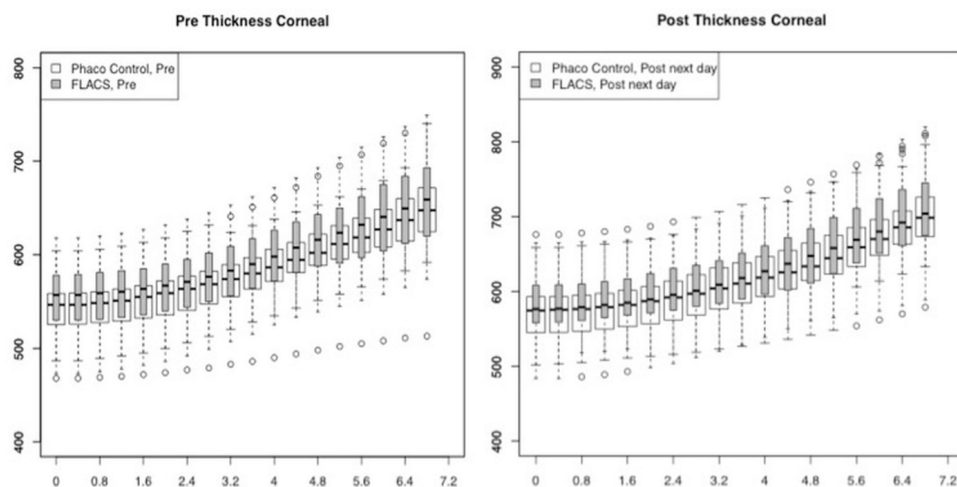 Pre Thickness Corneal
Phaco Control, Pre
FLACS, Pre
800
700
600
500
400
0 0.8 1.6 2.4 3.2 4 4.8 5.6 6.4 7.2
Post Thickness Corneal
Phaco Control, Post next day
FLACS, Post next day
900
800
700
600
500
400
0 0.8 1.6 2.4 3.2 4 4.8 5.6 6.4 7.2